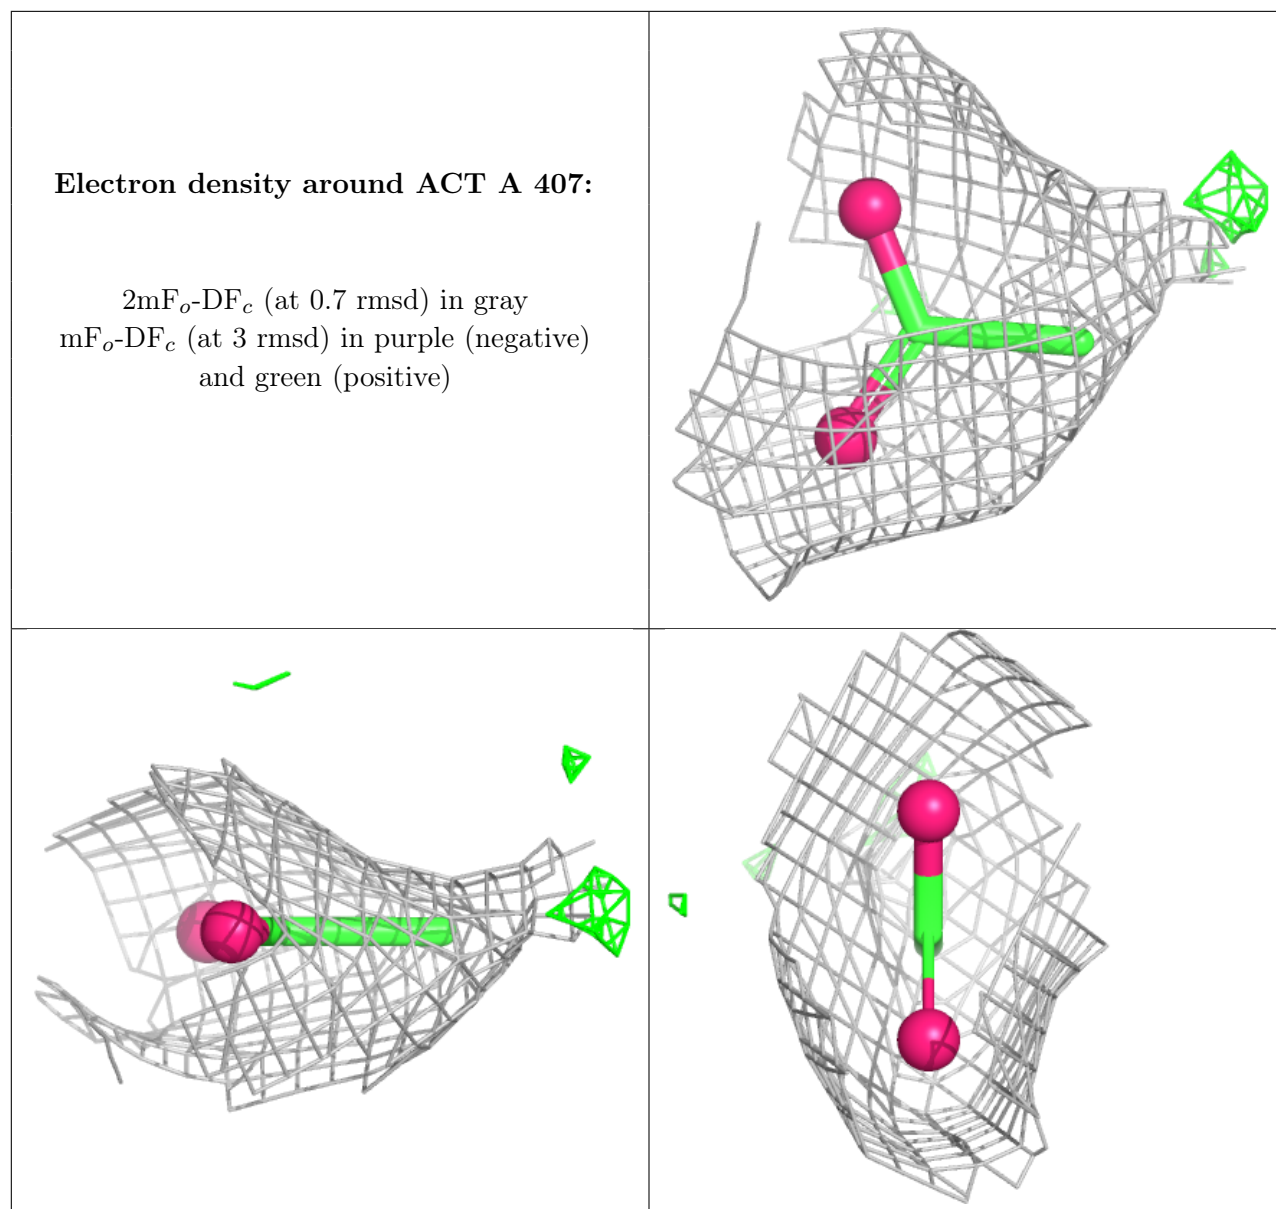 Electron density around ACT A 407:
2mFo-DFc (at 0.7 rmsd) in gray
mFo-DFc (at 3 rmsd) in purple (negative)
and green (positive)